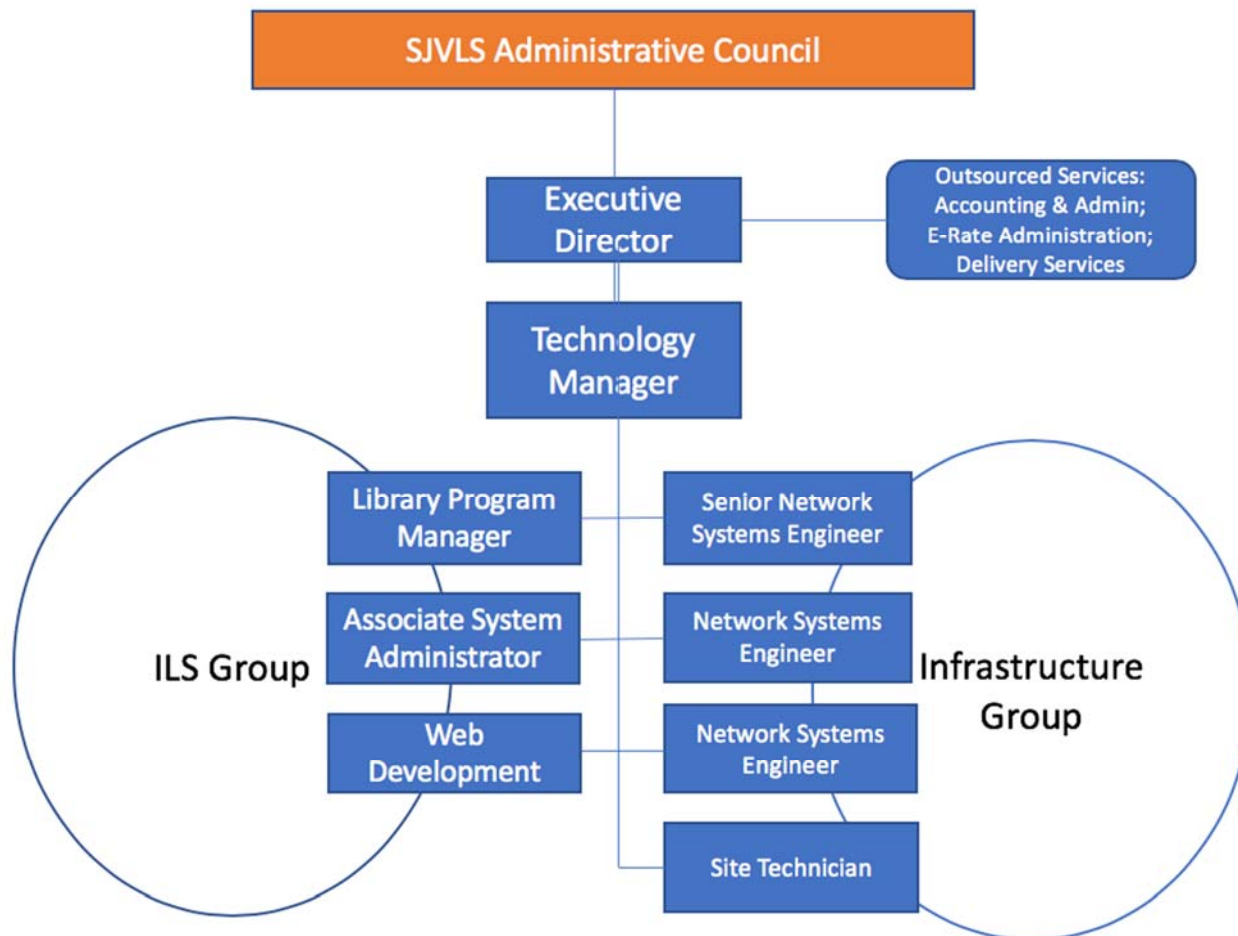 SJVLS Administrative Council
Executive
Director
Outsourced Services:
Accounting & Admin;
E-Rate Administration;
Delivery Services
Technology
Manager
Library Program
Manager
Senior Network
Systems Engineer
Associate System
Administrator
Network Systems
Engineer
ILS Group
Infrastructure
Group
Web
Development
Network Systems
Engineer
Site Technician